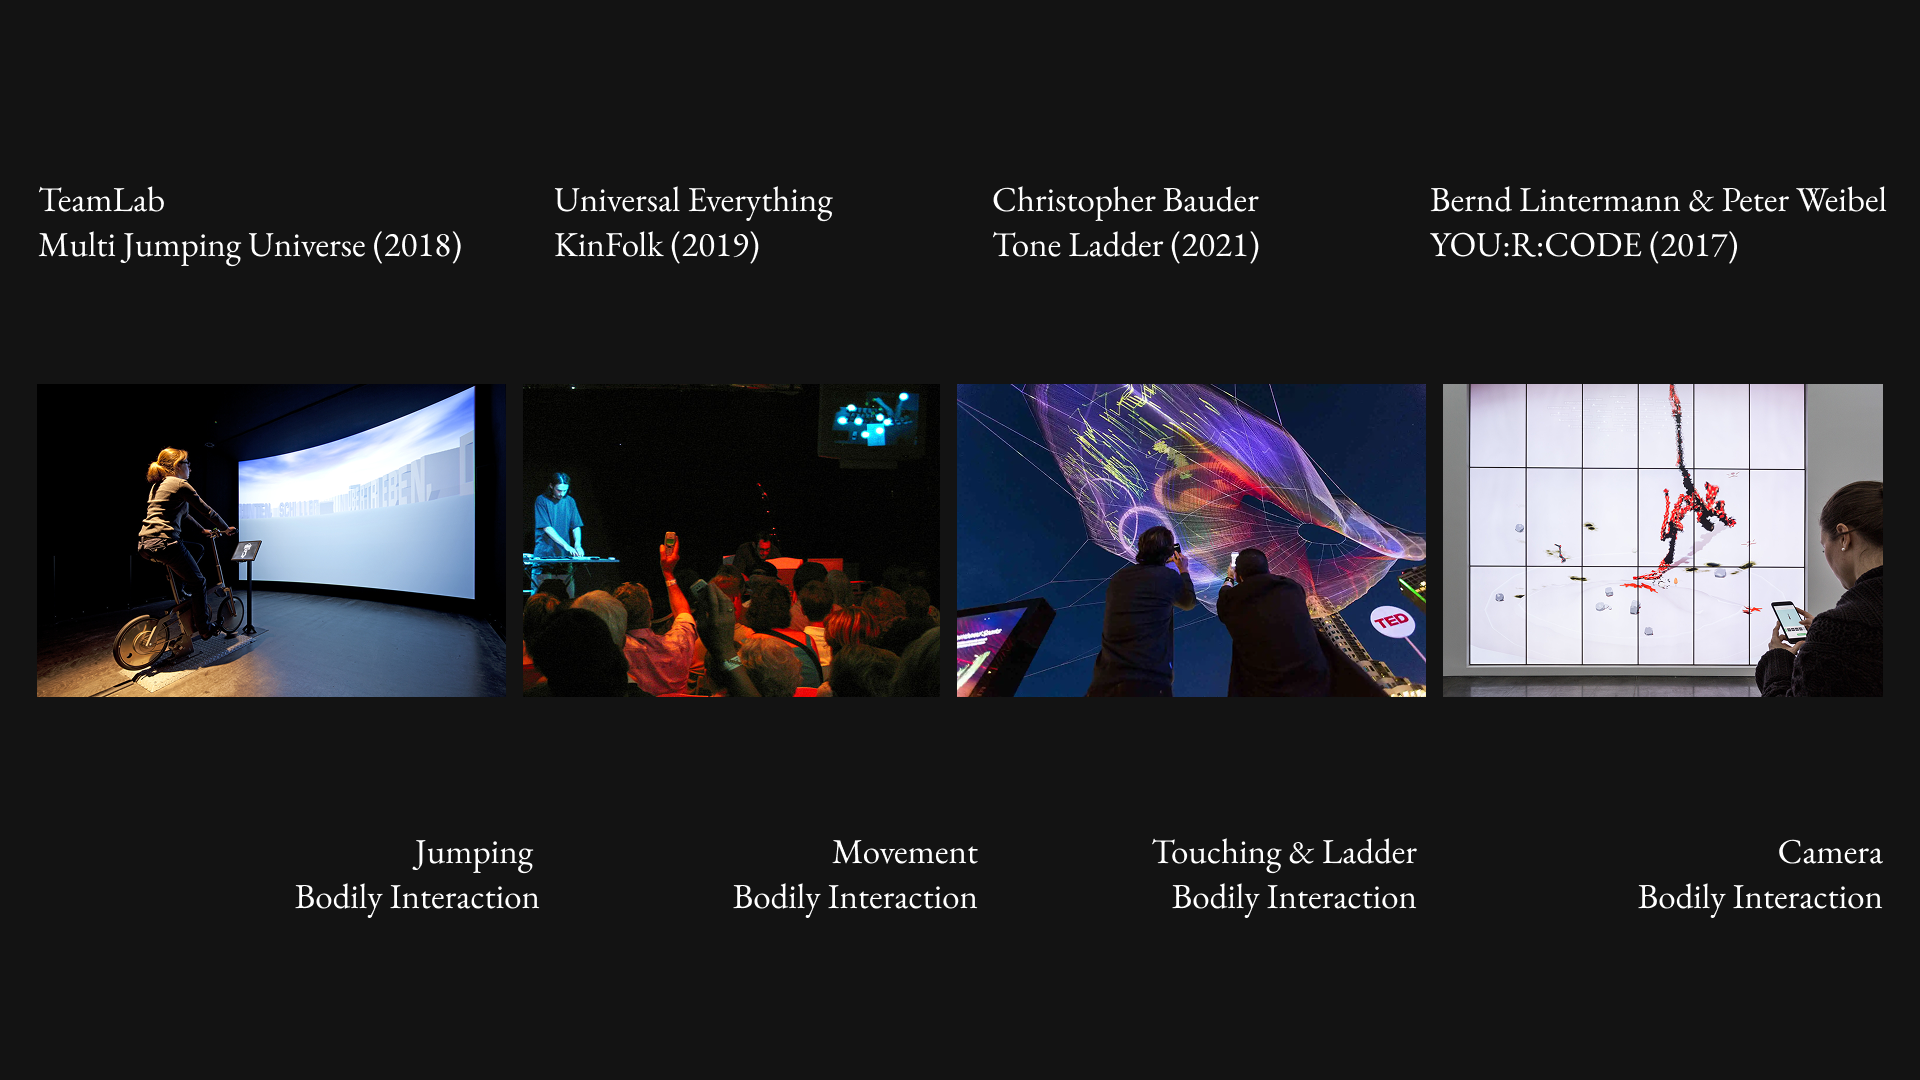 TeamLab
Multi Jumping Universe (2018)
Universal Everything
KinFolk (2019)
Christopher Bauder
Tone Ladder (2021)
Bernd Lintermann & Peter Weibel
YOU:R:CODE (2017)
TED
Jumping
Bodily Interaction
Movement
Bodily Interaction
Touching & Ladder
Bodily Interaction
Camera
Bodily Interaction